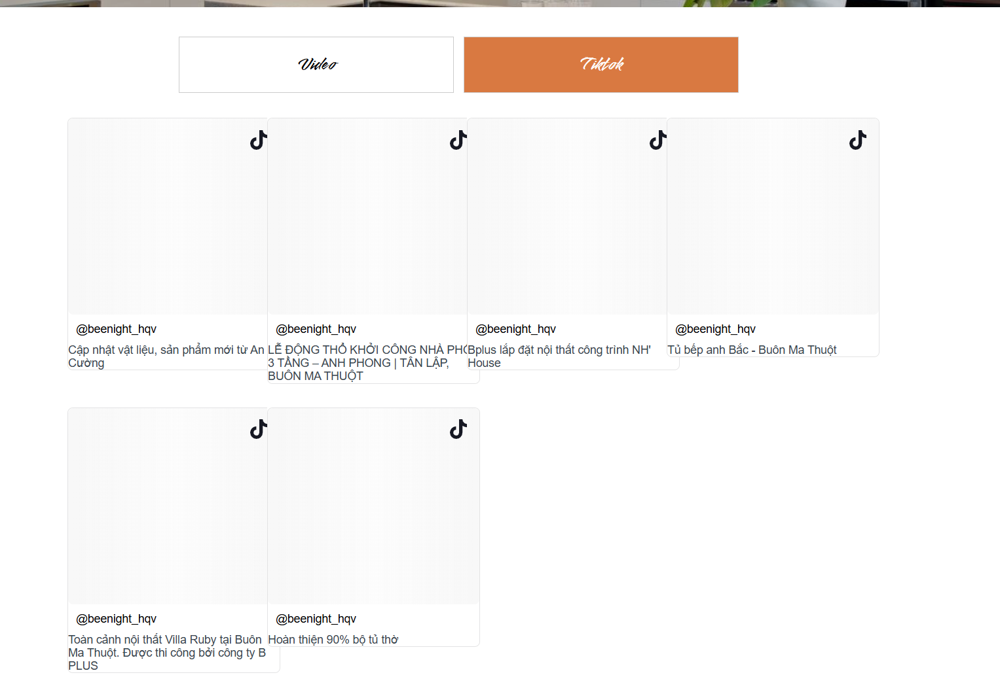 Video
Tiktok
@beenight_hqv
Cập nhật vật liệu, sản phẩm mới từ An
Cường
@beenight_hqv
LỄ ĐỘNG THỔ KHỞI CÔNG NHÀ PHỐ
3 TẦNG – ANH PHONG | TÂN LẬP,
BUÔN MA THUỘT
@beenight_hqv
Bplus lắp đặt nội thất công trình NH'
House
@beenight_hqv
Tủ bếp anh Bắc - Buôn Ma Thuột
@beenight_hqv
Toàn cảnh nội thất Villa Ruby tại Buôn
Ma Thuột. Được thi công bởi công ty B
PLUS
@beenight_hqv
Hoàn thiện 90% bộ tủ thờ